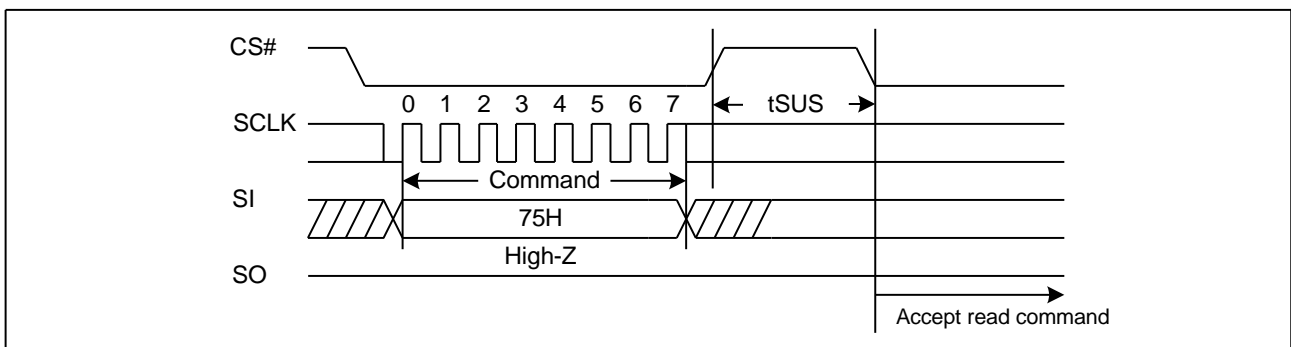 CS#
0 1 2 3 4 5 6 7
tSUS
SCLK
Command
SI
75H
High-Z
SO
Accept read command